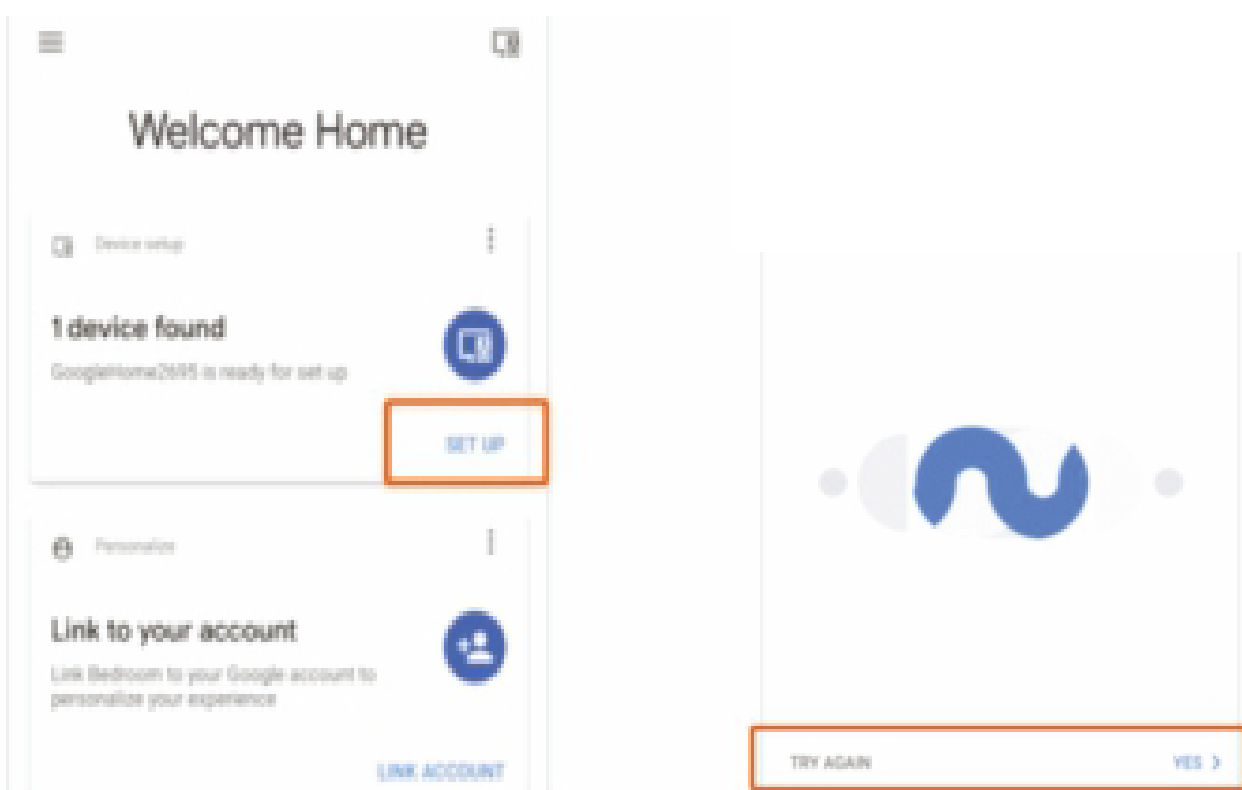 Welcome Home
Device setup
1 device found
GoogleHome2695 is ready for set up
SET UP
Personalize
Link to your account
Link Bedroom to your Google account to
personalize your experience
LINK ACCOUNT
TRY AGAIN
YES